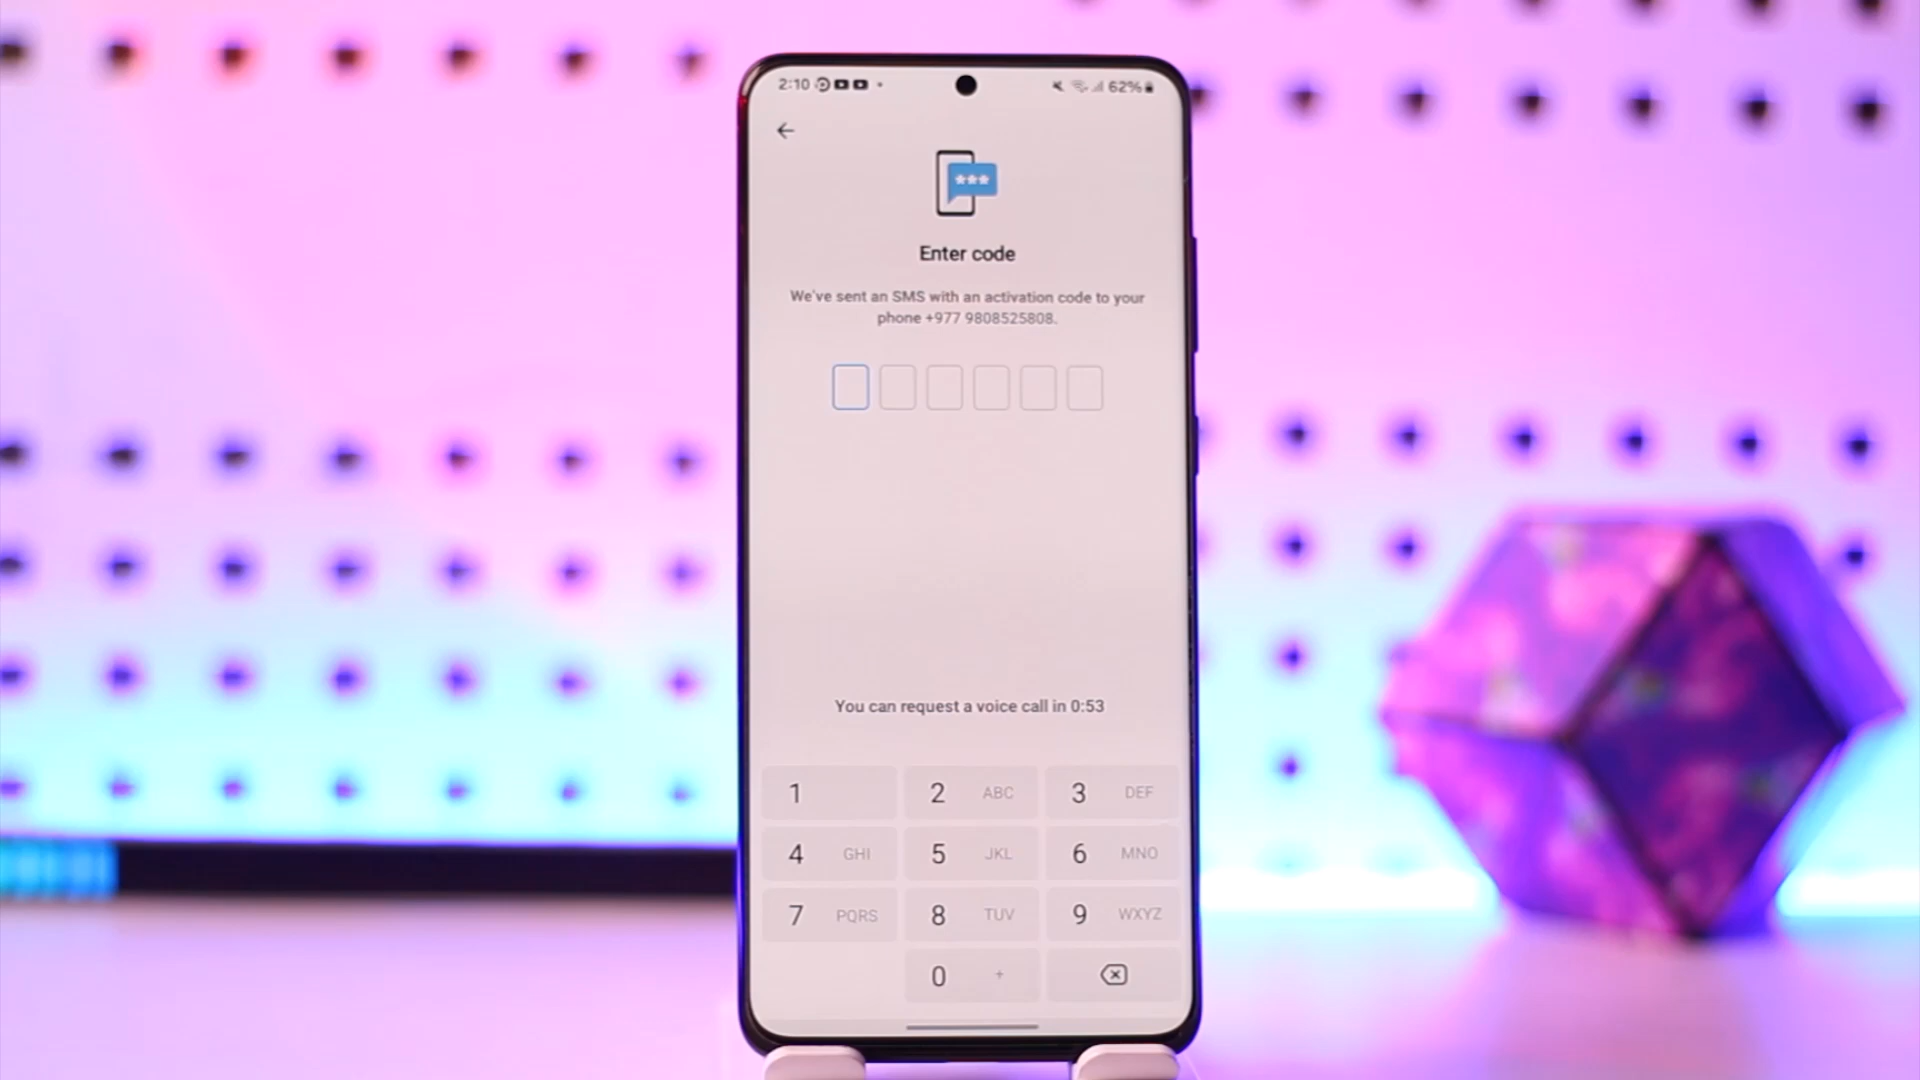 2:10
62%
***
Enter code
We've sent an SMS with an activation code to your
phone +977 9808525808.
You can request a voice call in 0:53
1
2 ABC
3 DEF
4 GHI
5 JKL
6 MNO
7 PQRS
8 TUV
9 WXYZ
0 +